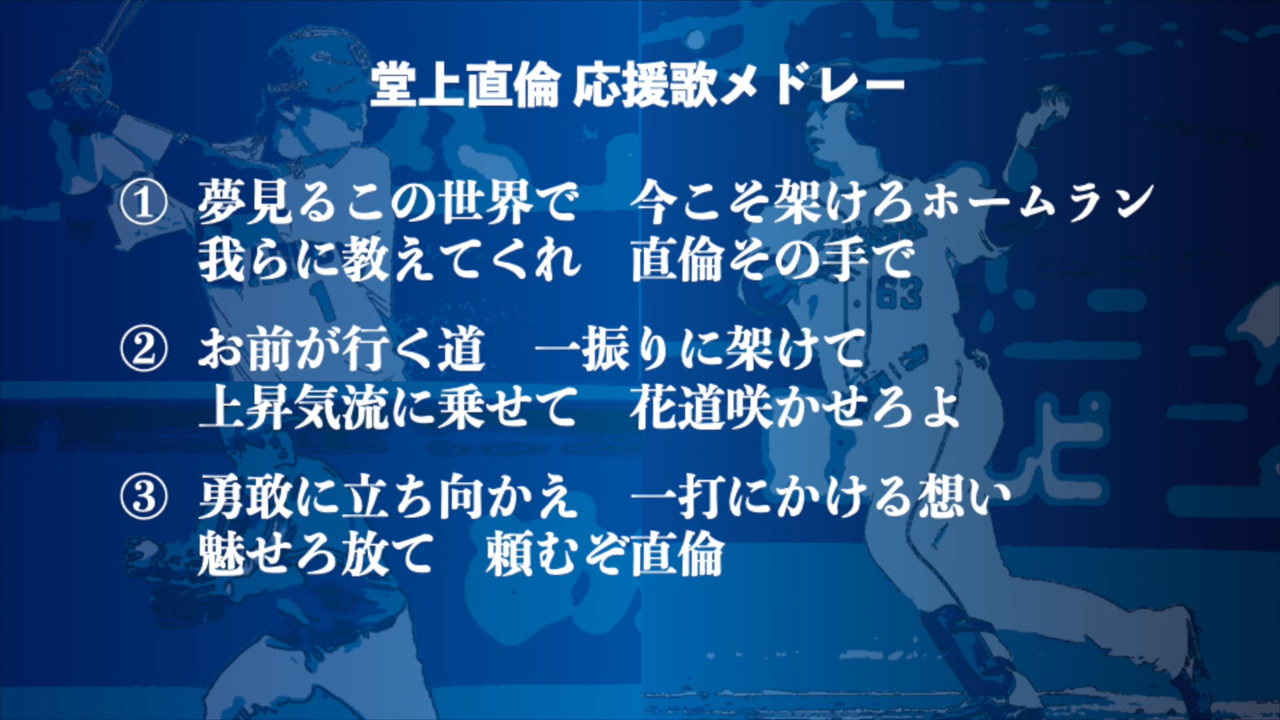 堂上直倫 応援歌メドレー
① 夢見るこの世界で　今こそ架けろホームラン
我らに教えてくれ　直倫その手で
② お前が行く道　一振りに架けて
上昇気流に乗せて　花道咲かせろよ
③ 勇敢に立ち向かえ　一打にかける想い
魅せろ放て　頼むぞ直倫
1
63